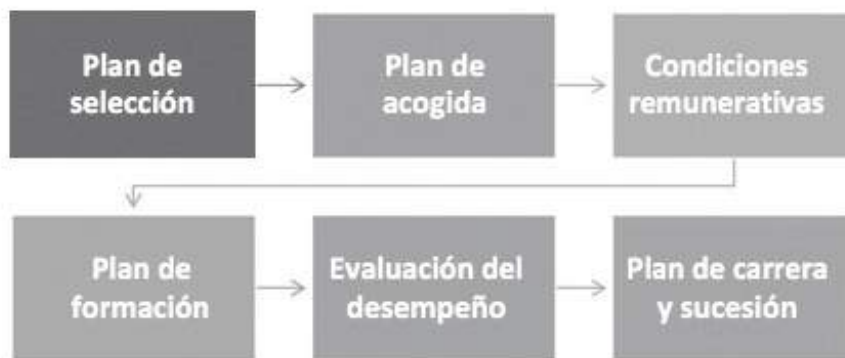 Plan de
selección
Plan de
acogida
Condiciones
remunerativas
Plan de
formación
Evaluación del
desempeño
Plan de carrera
y sucesión